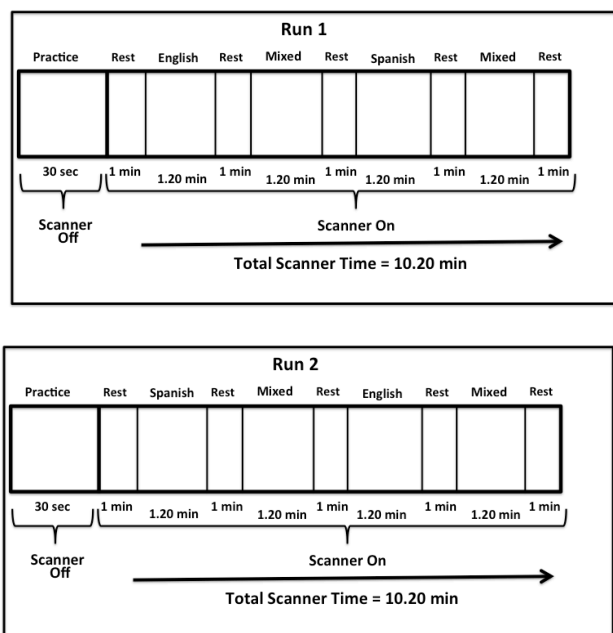 Run 1
Practice Rest English Rest Mixed Rest Spanish Rest Mixed Rest
30 sec 1 min 1.20 min 1 min 1.20 min 1 min 1.20 min 1 min 1.20 min 1 min
Scanner Off
Scanner On
Total Scanner Time = 10.20 min
Run 2
Practice Rest Spanish Rest Mixed Rest English Rest Mixed Rest
30 sec 1 min 1.20 min 1 min 1.20 min 1 min 1.20 min 1 min 1.20 min 1 min
Scanner Off
Scanner On
Total Scanner Time = 10.20 min